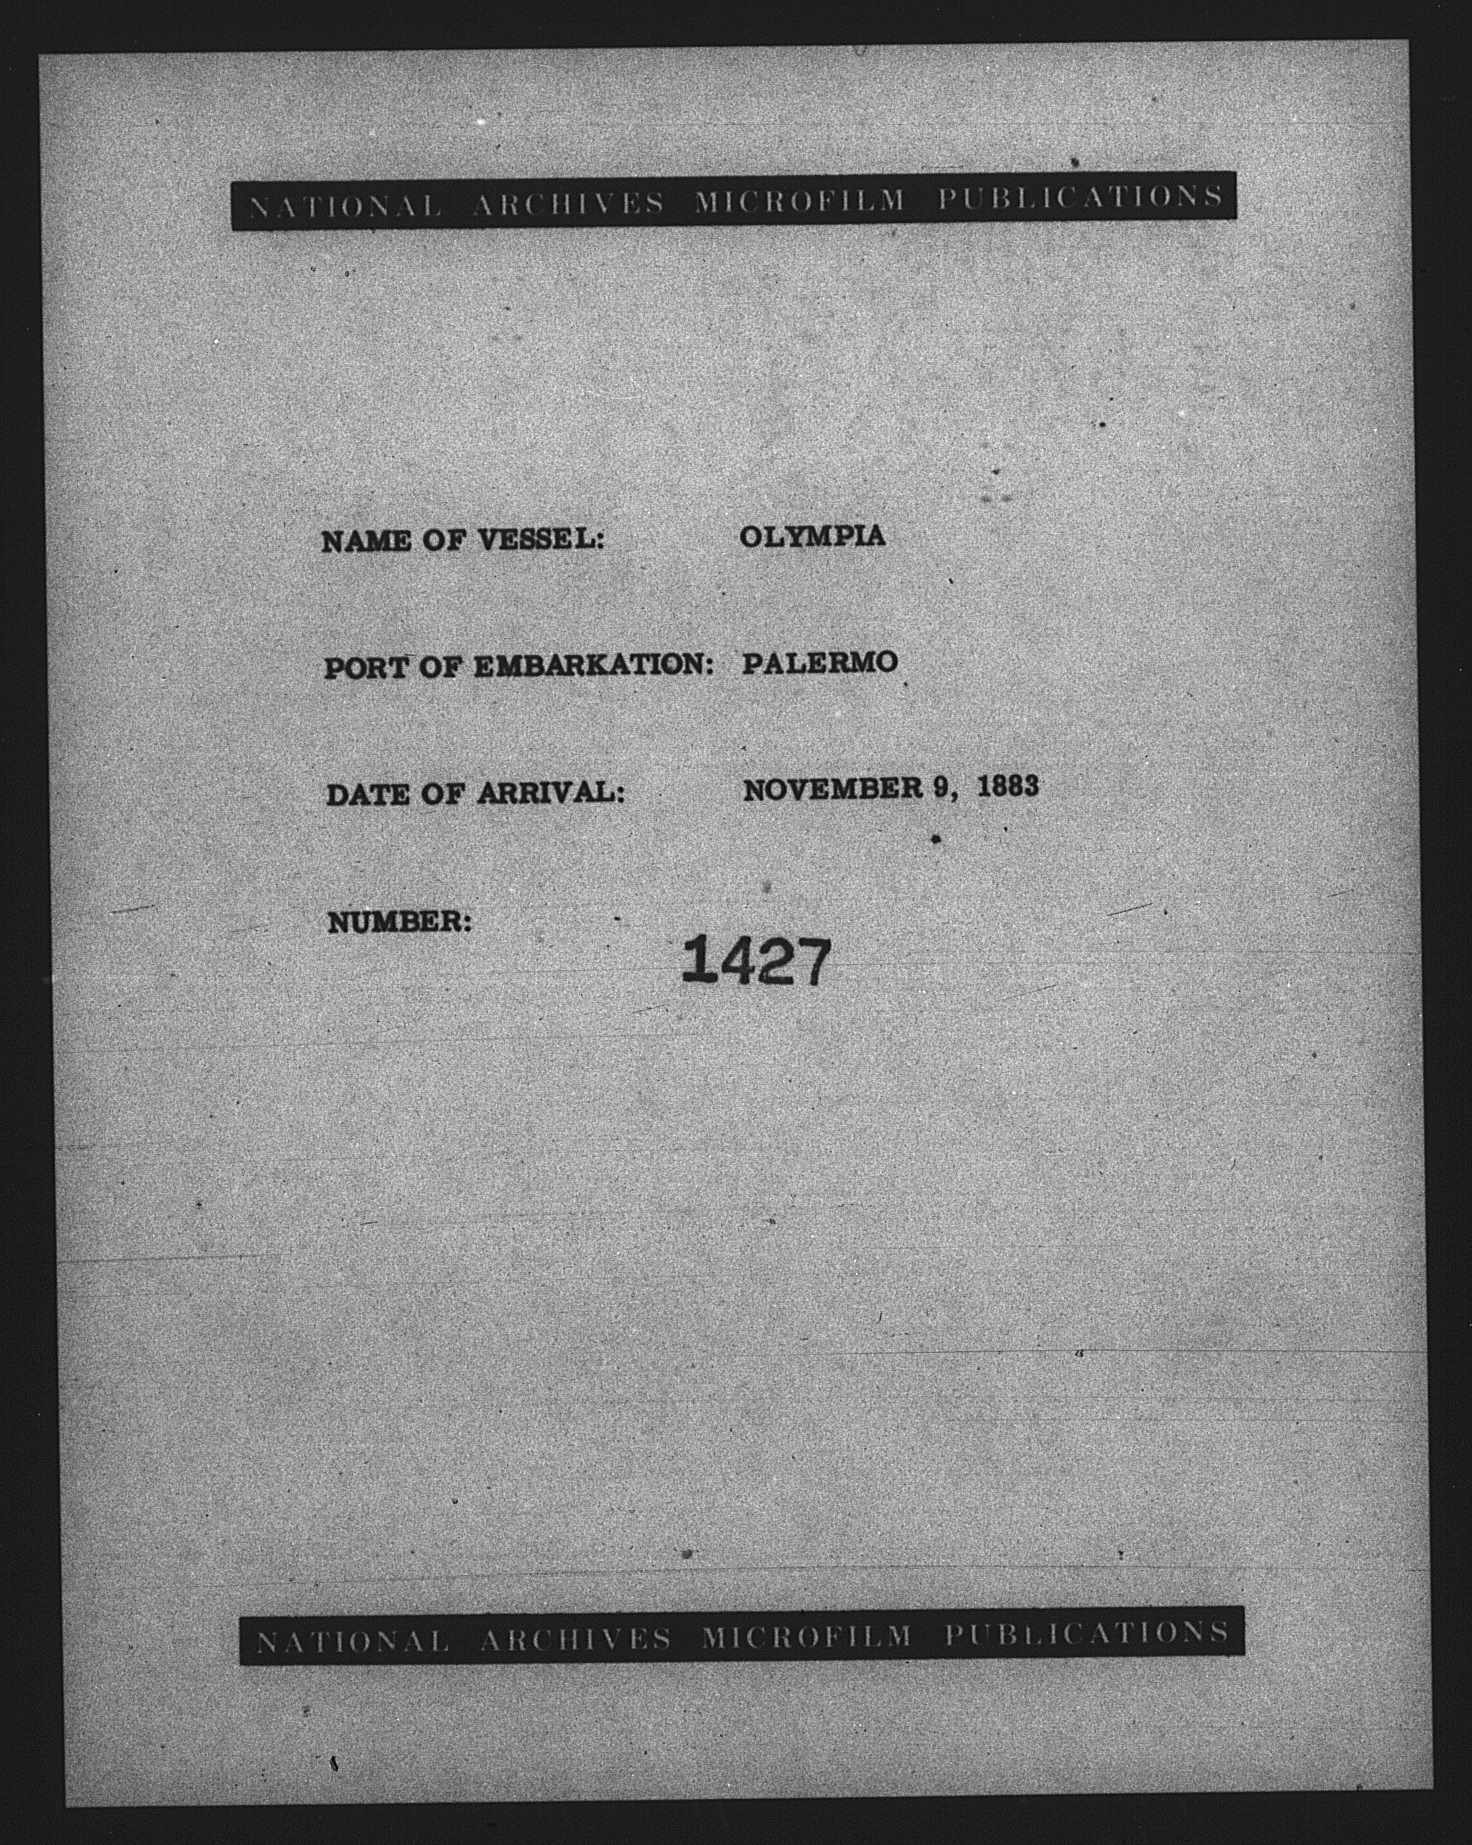 NATIONAL ARCHIVES MICROFILM PUBLICATIONS
NAME OF VESSEL: OLYMPIA
PORT OF EMBARKATION: PALERMO
DATE OF ARRIVAL: NOVEMBER 9, 1883
NUMBER:
1427
NATIONAL ARCHIVES MICROFILM PUBLICATIONS